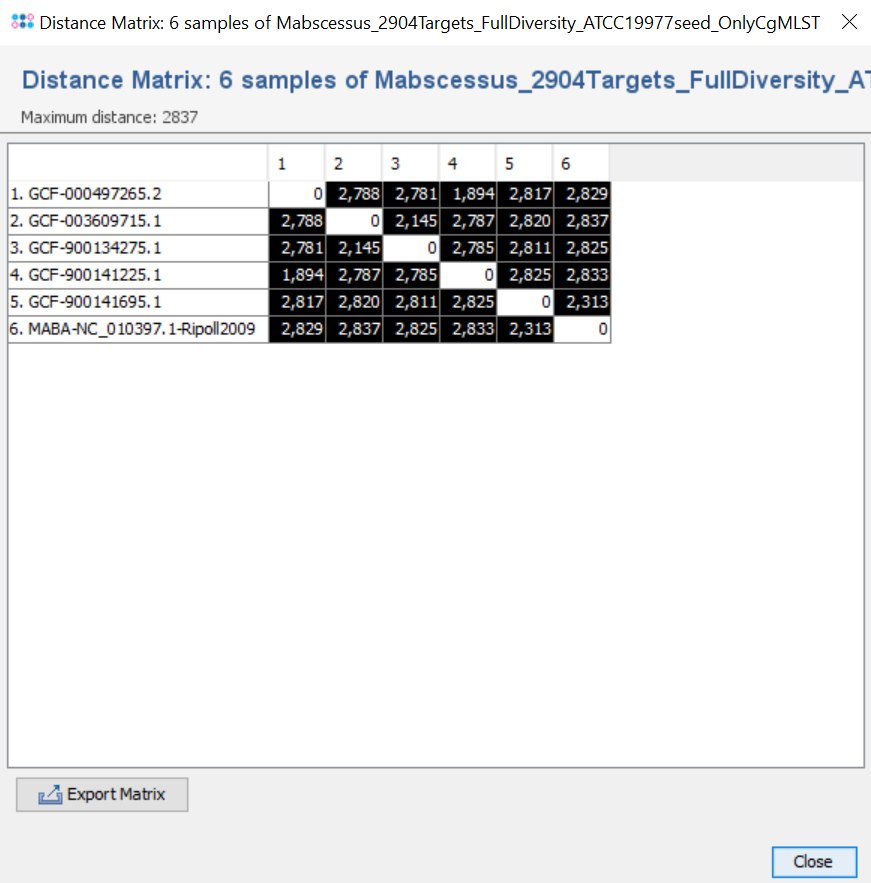 Distance Matrix: 6 samples of Mabscessus_2904Targets_FullDiversity_ATCC19977seed_OnlyCgMLST
Distance Matrix: 6 samples of Mabscessus_2904Targets_FullDiversity_AT
Maximum distance: 2837
1 2 3 4 5 6
1. GCF-000497265.2 0 2,788 2,781 1,894 2,817 2,829
2. GCF-003609715.1 2,788 0 2,145 2,787 2,820 2,837
3. GCF-900134275.1 2,781 2,145 0 2,785 2,811 2,825
4. GCF-900141225.1 1,894 2,787 2,785 0 2,825 2,833
5. GCF-900141695.1 2,817 2,820 2,811 2,825 0 2,313
6. MABA-NC_010397.1-Ripoll2009 2,829 2,837 2,825 2,833 2,313 0
Export Matrix
Close